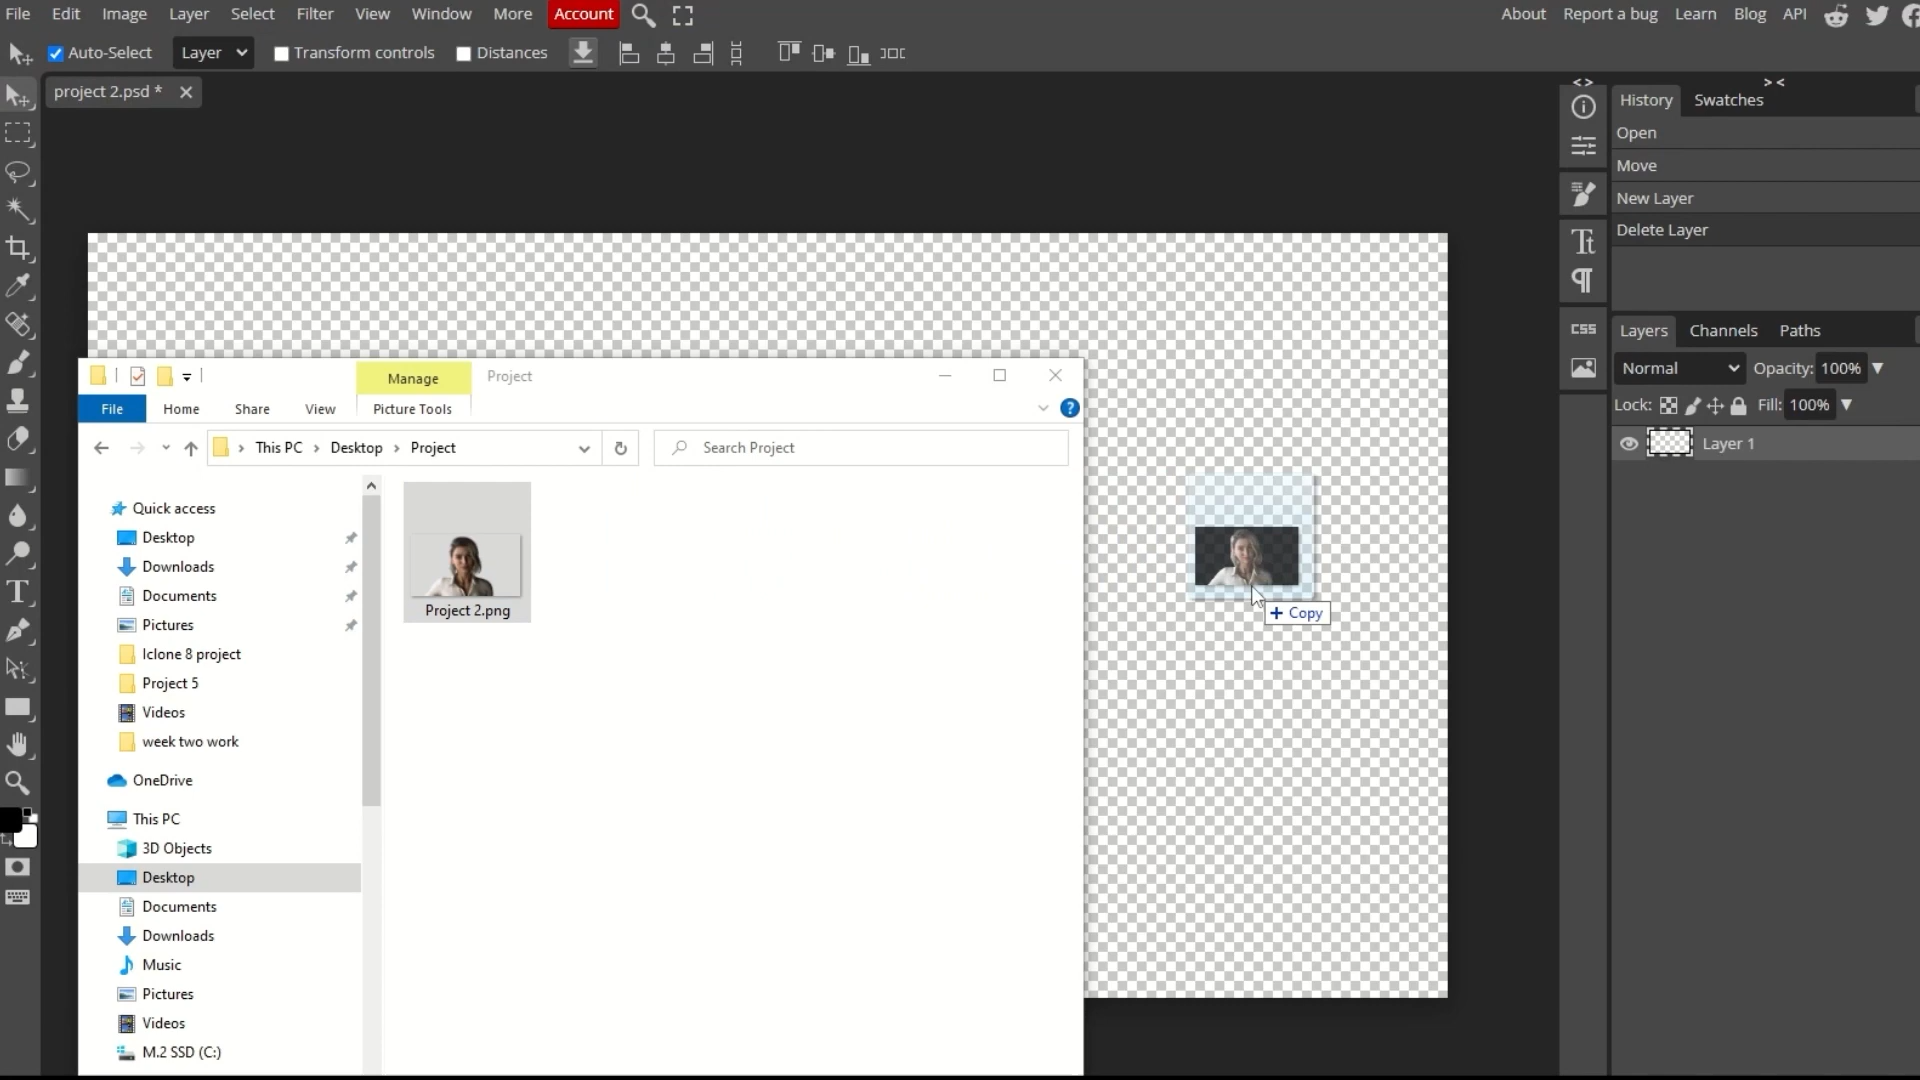 File Edit Image Layer Select Filter View Window More Account About Report a bug Learn Blog API
Auto-Select Layer Transform controls Distances
project 2.psd *
History Swatches
Open
Move
New Layer
Delete Layer
CSS
Layers Channels Paths
Normal Opacity: 100%
Lock: Fill: 100%
Layer 1
Manage Project
File Home Share View Picture Tools
This PC Desktop Project Search Project
Quick access
Desktop
Downloads
Documents
Pictures
Iclone 8 project
Project 5
Videos
week two work
OneDrive
This PC
3D Objects
Desktop
Documents
Downloads
Music
Pictures
Videos
M.2 SSD (C:)
Project 2.png
+ Copy